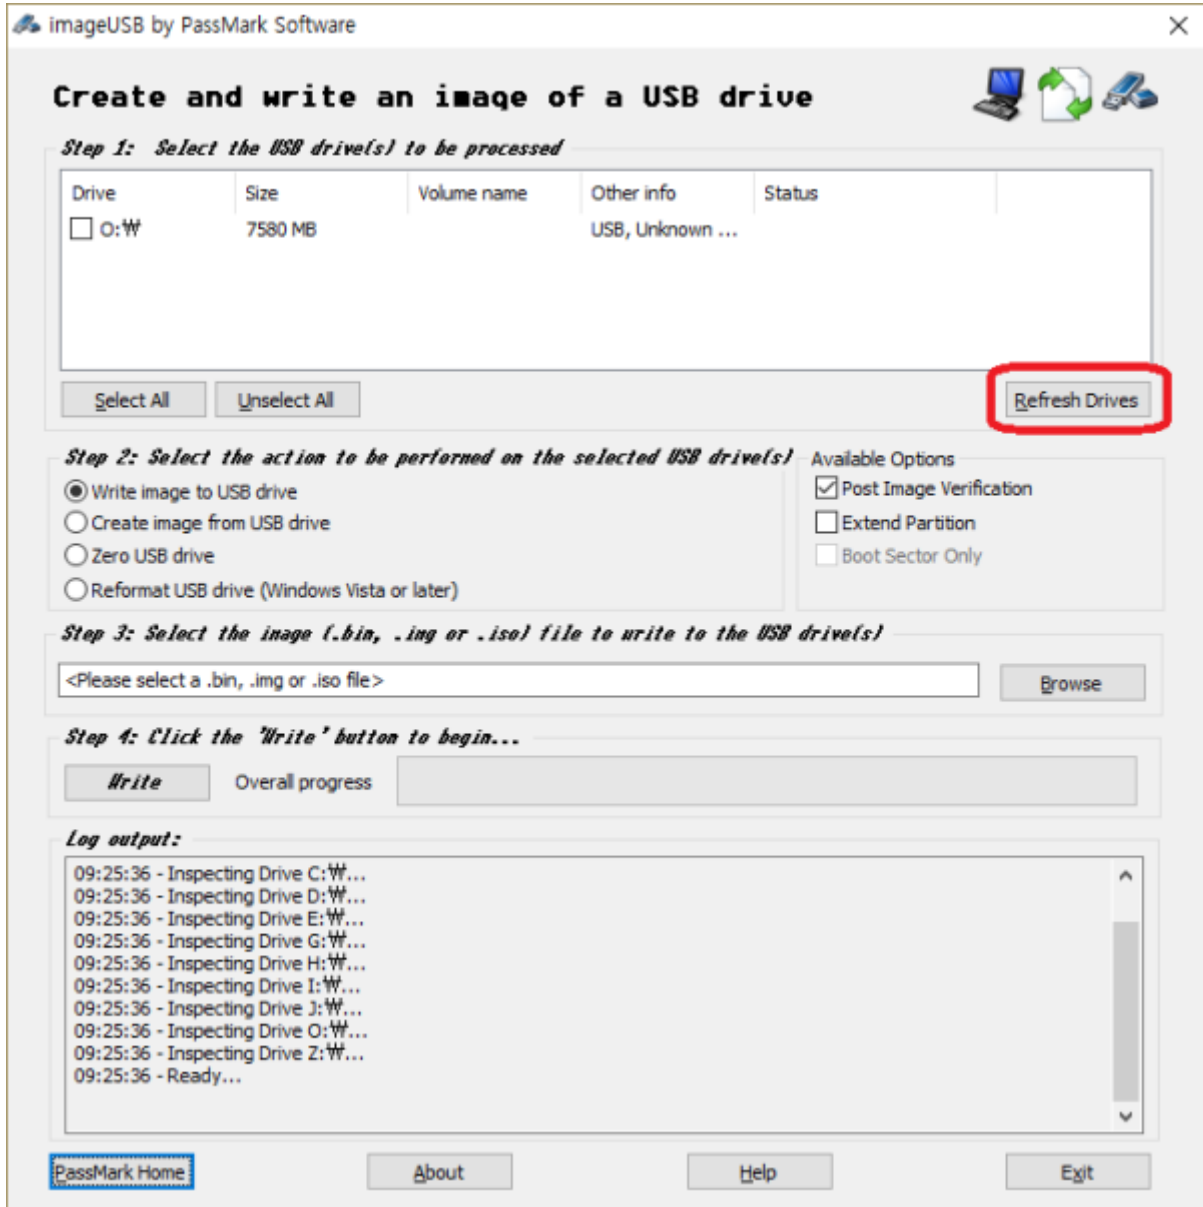 imageUSB by PassMark Software
Create and write an image of a USB drive
Step 1: Select the USB drive(s) to be processed
Drive Size Volume name Other info Status
O:₩ 7580 MB USB, Unknown ...
Select All Unselect All Refresh Drives
Step 2: Select the action to be performed on the selected USB drive(s) Available Options
Write image to USB drive Post Image Verification
Create image from USB drive Extend Partition
Zero USB drive Boot Sector Only
Reformat USB drive (Windows Vista or later)
Step 3: Select the image (.bin, .img or .iso) file to write to the USB drive(s)
<Please select a .bin, .img or .iso file> Browse
Step 4: Click the 'Write' button to begin...
Write Overall progress
Log output:
09:25:36 - Inspecting Drive C:₩...
09:25:36 - Inspecting Drive D:₩...
09:25:36 - Inspecting Drive E:₩...
09:25:36 - Inspecting Drive G:₩...
09:25:36 - Inspecting Drive H:₩...
09:25:36 - Inspecting Drive I:₩...
09:25:36 - Inspecting Drive J:₩...
09:25:36 - Inspecting Drive O:₩...
09:25:36 - Inspecting Drive Z:₩...
09:25:36 - Ready...
PassMark Home About Help Exit